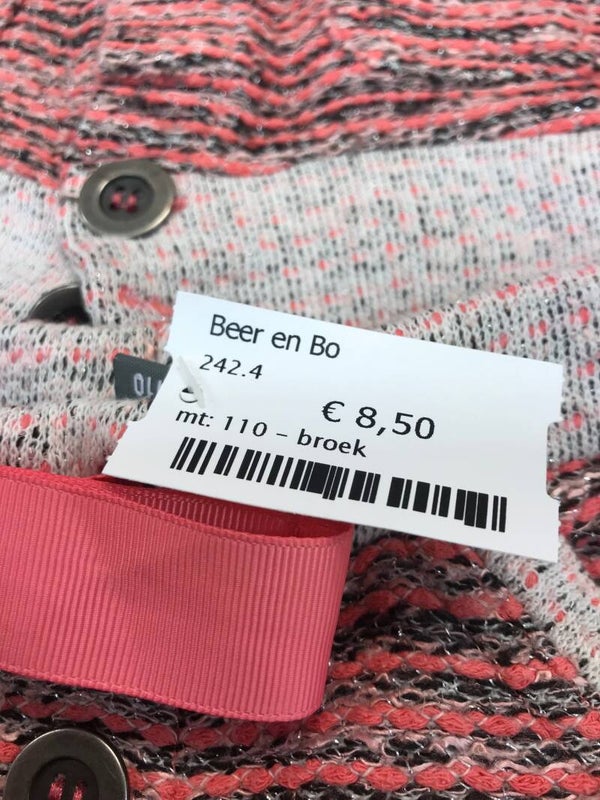 Beer en Bo
242.4
€ 8,50
mt: 110 – broek